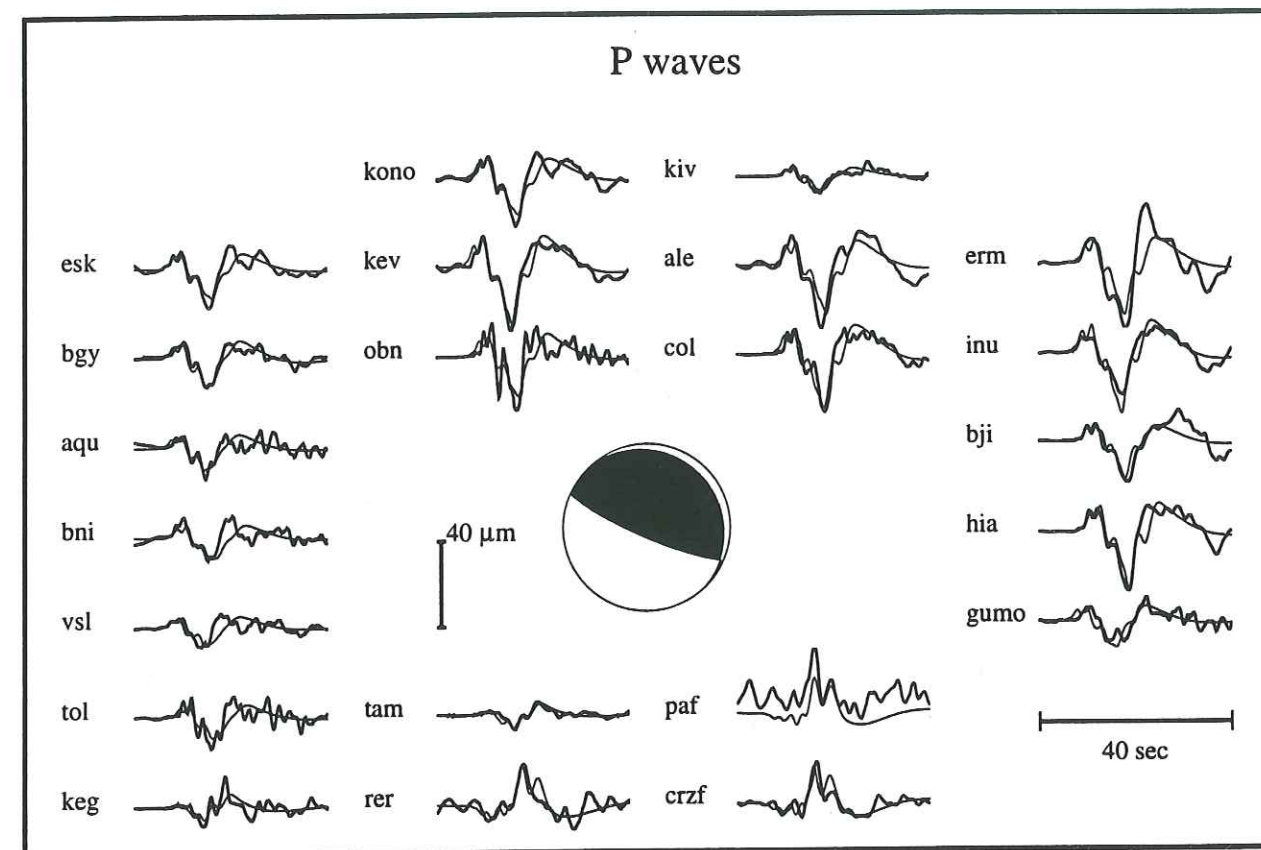 P waves
kono
kiv
esk
kev
ale
erm
bgy
obn
col
inu
aqu
bji
bni
40 μm
hia
vsl
gumo
tol
tam
paf
40 sec
keg
rer
crzf